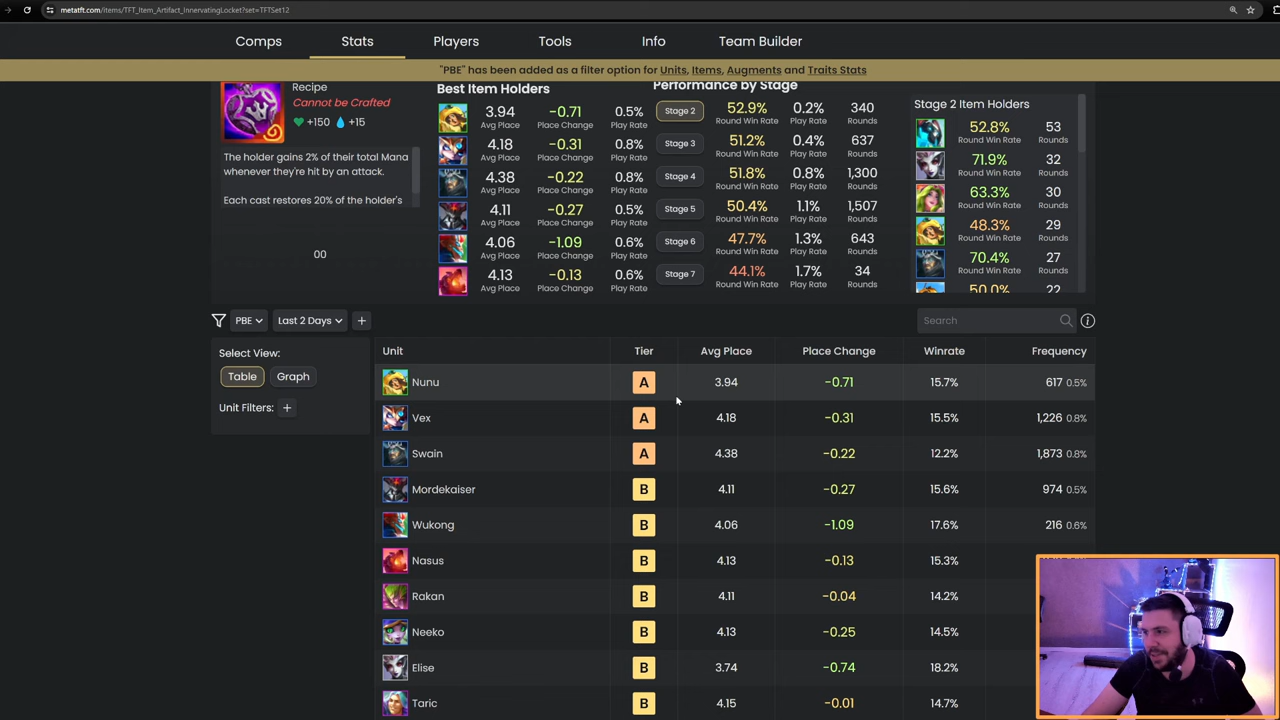 metatft.com/items/TFT_Item_Artifact_InnervatingLocket?set=TFTSet12
Comps Stats Players Tools Info Team Builder
"PBE" has been added as a filter option for Units, Items, Augments and Traits Stats
Recipe
Cannot be Crafted
+150 +15
The holder gains 2% of their total Mana
whenever they're hit by an attack.
Each cast restores 20% of the holder's
00
Best Item Holders
3.94 -0.71 0.5%
Avg Place Place Change Play Rate
4.18 -0.31 0.8%
Avg Place Place Change Play Rate
4.38 -0.22 0.8%
Avg Place Place Change Play Rate
4.11 -0.27 0.5%
Avg Place Place Change Play Rate
4.06 -1.09 0.6%
Avg Place Place Change Play Rate
4.13 -0.13 0.6%
Avg Place Place Change Play Rate
Performance by Stage
Stage 2 52.9% 0.2% 340
Round Win Rate Play Rate Rounds
Stage 3 51.2% 0.4% 637
Round Win Rate Play Rate Rounds
Stage 4 51.8% 0.8% 1,300
Round Win Rate Play Rate Rounds
Stage 5 50.4% 1.1% 1,507
Round Win Rate Play Rate Rounds
Stage 6 47.7% 1.3% 643
Round Win Rate Play Rate Rounds
Stage 7 44.1% 1.7% 34
Round Win Rate Play Rate Rounds
Stage 2 Item Holders
52.8% 53
Round Win Rate Rounds
71.9% 32
Round Win Rate Rounds
63.3% 30
Round Win Rate Rounds
48.3% 29
Round Win Rate Rounds
70.4% 27
Round Win Rate Rounds
50.0% 22
PBE Last 2 Days + Search
Select View:
Table Graph
Unit Filters: +
Unit Tier Avg Place Place Change Winrate Frequency
Nunu A 3.94 -0.71 15.7% 617 0.5%
Vex A 4.18 -0.31 15.5% 1,226 0.8%
Swain A 4.38 -0.22 12.2% 1,873 0.8%
Mordekaiser B 4.11 -0.27 15.6% 974 0.5%
Wukong B 4.06 -1.09 17.6% 216 0.6%
Nasus B 4.13 -0.13 15.3%
Rakan B 4.11 -0.04 14.2%
Neeko B 4.13 -0.25 14.5%
Elise B 3.74 -0.74 18.2%
Taric B 4.15 -0.01 14.7%